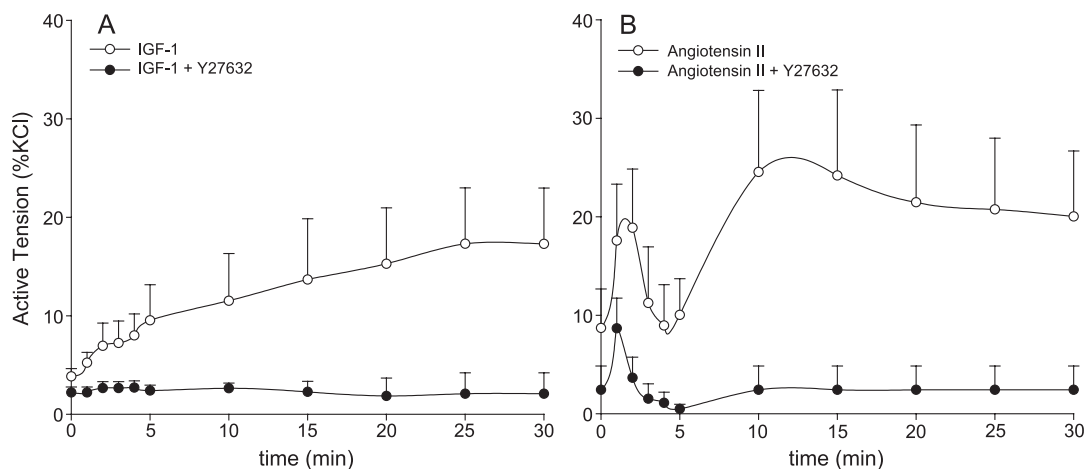 A
IGF-1
IGF-1 + Y27632
Active Tension (%KCl)
40
30
20
10
0
0 5 10 15 20 25 30
time (min)
B
Angiotensin II
Angiotensin II + Y27632
40
30
20
10
0
0 5 10 15 20 25 30
time (min)